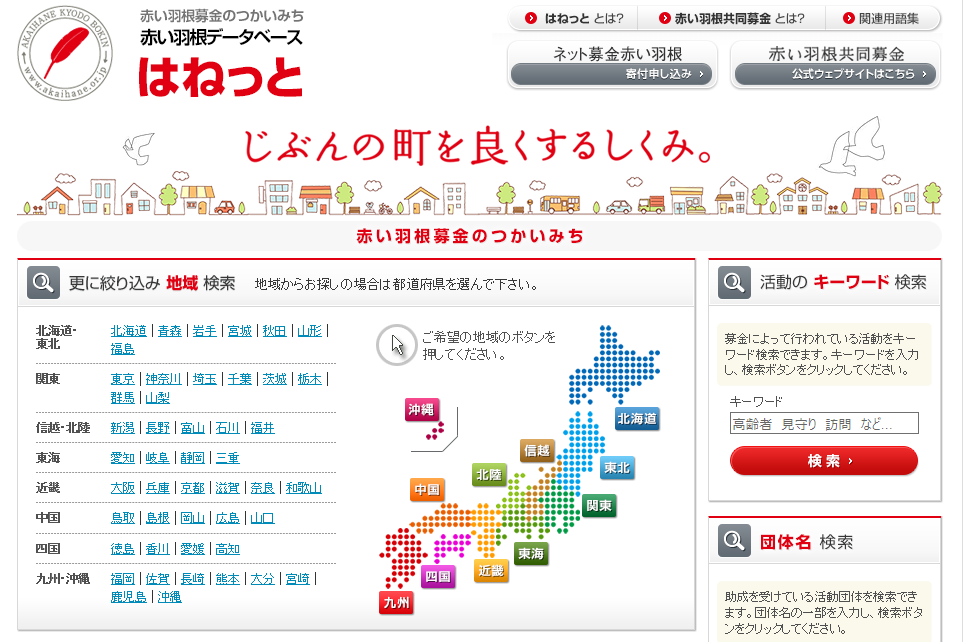 AKAIHANE KYODO BOKIN
www.akaihane.or.jp
赤い羽根募金のつかいみち
赤い羽根データベース
はねっと
はねっと とは?
赤い羽根共同募金 とは?
関連用語集
ネット募金赤い羽根
寄付申し込み ›
赤い羽根共同募金
公式ウェブサイトはこちら ›
じぶんの町を良くするしくみ。
赤い羽根募金のつかいみち
更に絞り込み 地域 検索 地域からお探しの場合は都道府県を選んで下さい。
北海道・
東北
北海道 | 青森 | 岩手 | 宮城 | 秋田 | 山形 |
福島
関東
東京 | 神奈川 | 埼玉 | 千葉 | 茨城 | 栃木 |
群馬 | 山梨
信越・北陸
新潟 | 長野 | 富山 | 石川 | 福井
東海
愛知 | 岐阜 | 静岡 | 三重
近畿
大阪 | 兵庫 | 京都 | 滋賀 | 奈良 | 和歌山
中国
鳥取 | 島根 | 岡山 | 広島 | 山口
四国
徳島 | 香川 | 愛媛 | 高知
九州・沖縄
福岡 | 佐賀 | 長崎 | 熊本 | 大分 | 宮崎 |
鹿児島 | 沖縄
ご希望の地域のボタンを
押してください。
沖縄
北海道
信越
東北
北陸
中国
関東
東海
近畿
四国
九州
活動の キーワード 検索
募金によって行われている活動をキー
ワード検索できます。キーワードを入力
し、検索ボタンをクリックしてください。
キーワード
高齢者 見守り 訪問 など...
検索 ›
団体名 検索
助成を受けている活動団体を検索でき
ます。団体名の一部を入力し、検索ボタ
ンをクリックしてください。